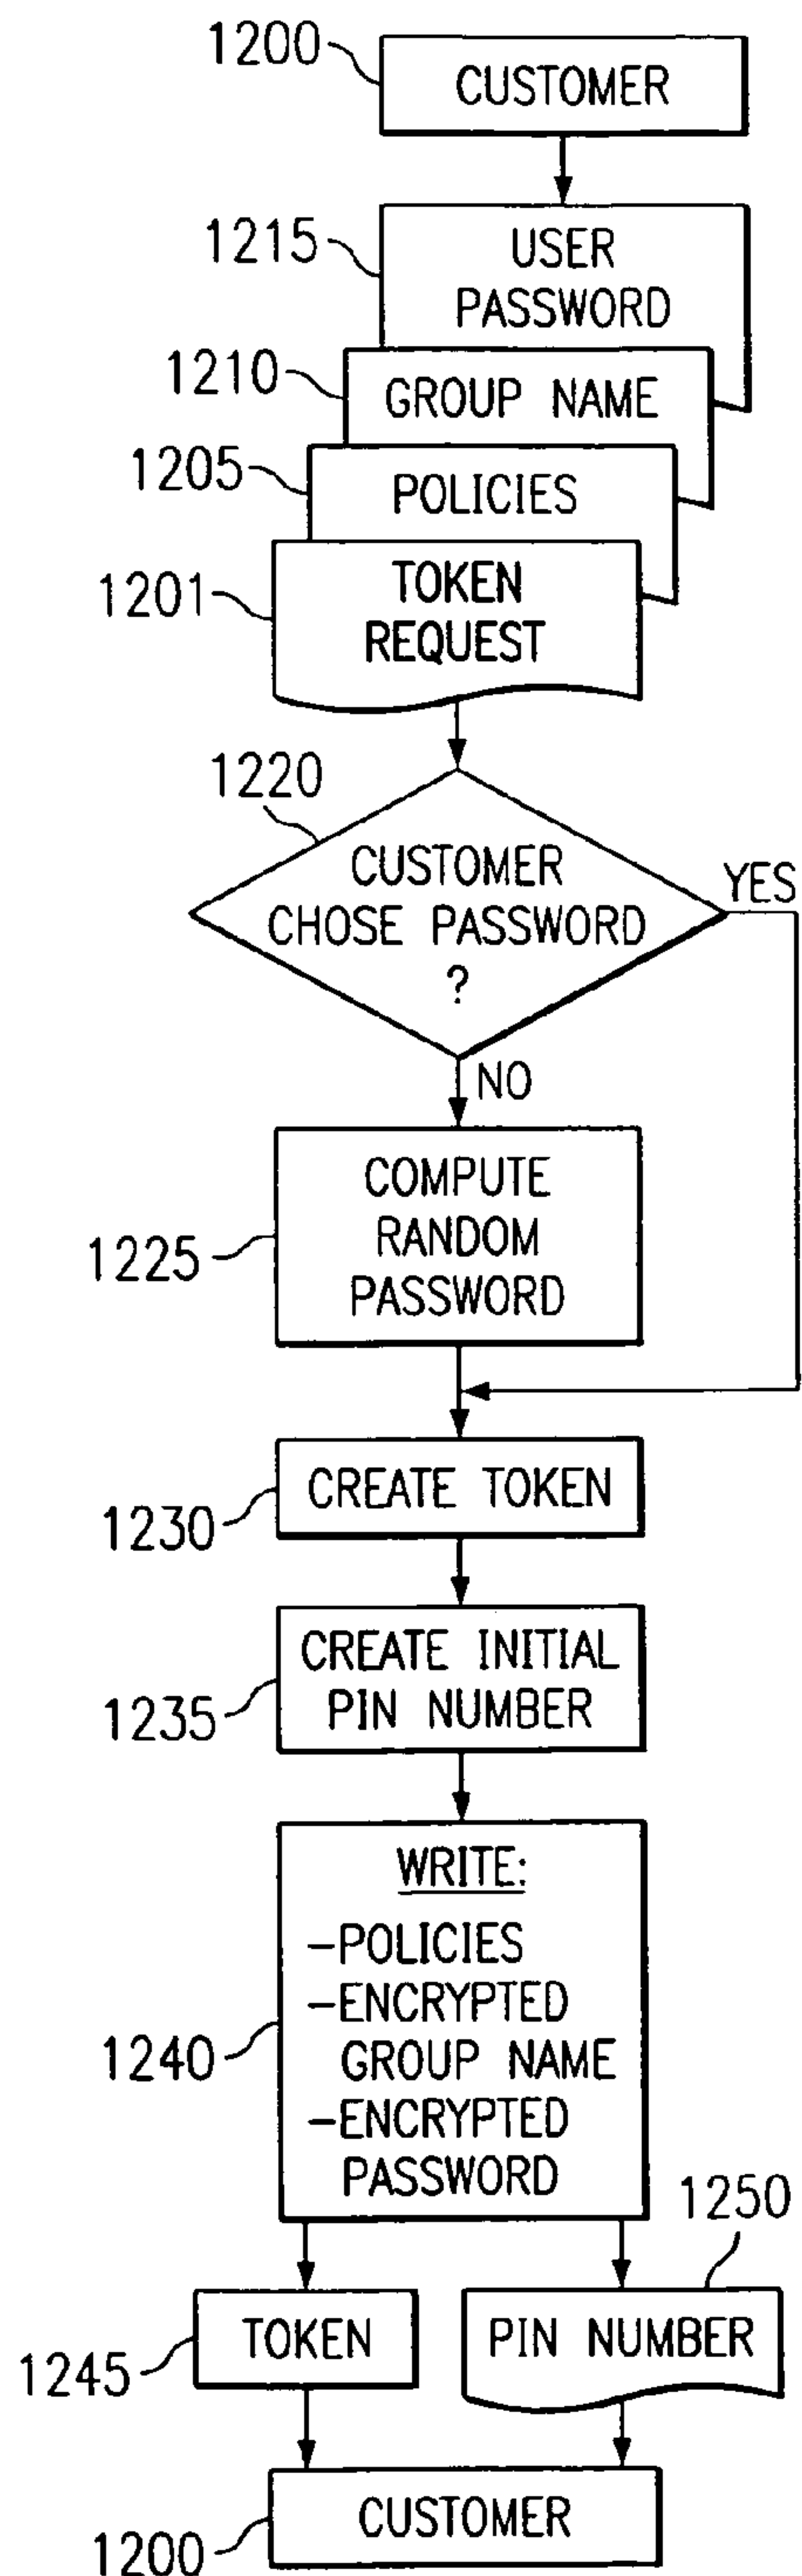 1200
CUSTOMER
1215
USER
PASSWORD
1210
GROUP NAME
1205
POLICIES
1201
TOKEN
REQUEST
1220
CUSTOMER
CHOSE PASSWORD
?
YES
NO
1225
COMPUTE
RANDOM
PASSWORD
1230
CREATE TOKEN
1235
CREATE INITIAL
PIN NUMBER
1240
WRITE:
-POLICIES
-ENCRYPTED
GROUP NAME
-ENCRYPTED
PASSWORD
1250
1245
TOKEN
PIN NUMBER
1200
CUSTOMER